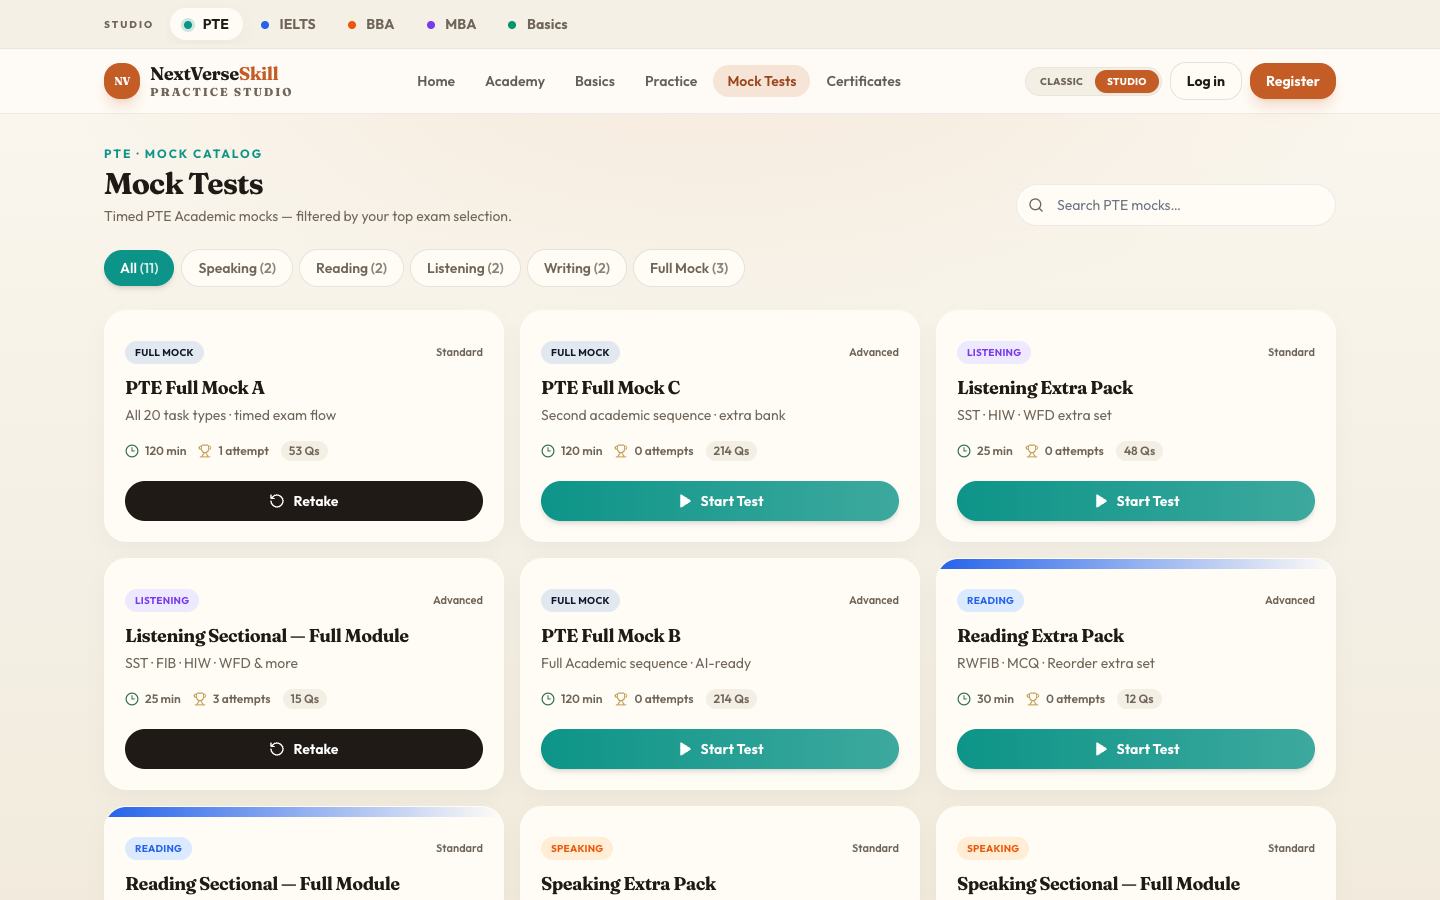 STUDIO PTE IELTS BBA MBA Basics
NV NextVerseSkill
PRACTICE STUDIO
Home Academy Basics Practice Mock Tests Certificates
CLASSIC STUDIO Log in Register
PTE · MOCK CATALOG
Mock Tests
Timed PTE Academic mocks — filtered by your top exam selection.
Search PTE mocks...
All (11) Speaking (2) Reading (2) Listening (2) Writing (2) Full Mock (3)
FULL MOCK Standard
PTE Full Mock A
All 20 task types · timed exam flow
120 min 1 attempt 53 Qs
Retake
FULL MOCK Advanced
PTE Full Mock C
Second academic sequence · extra bank
120 min 0 attempts 214 Qs
Start Test
LISTENING Standard
Listening Extra Pack
SST · HIW · WFD extra set
25 min 0 attempts 48 Qs
Start Test
LISTENING Advanced
Listening Sectional — Full Module
SST · FIB · HIW · WFD & more
25 min 3 attempts 15 Qs
Retake
FULL MOCK Advanced
PTE Full Mock B
Full Academic sequence · AI-ready
120 min 0 attempts 214 Qs
Start Test
READING Advanced
Reading Extra Pack
RWFIB · MCQ · Reorder extra set
30 min 0 attempts 12 Qs
Start Test
READING Standard
Reading Sectional — Full Module
SPEAKING Standard
Speaking Extra Pack
SPEAKING Standard
Speaking Sectional — Full Module